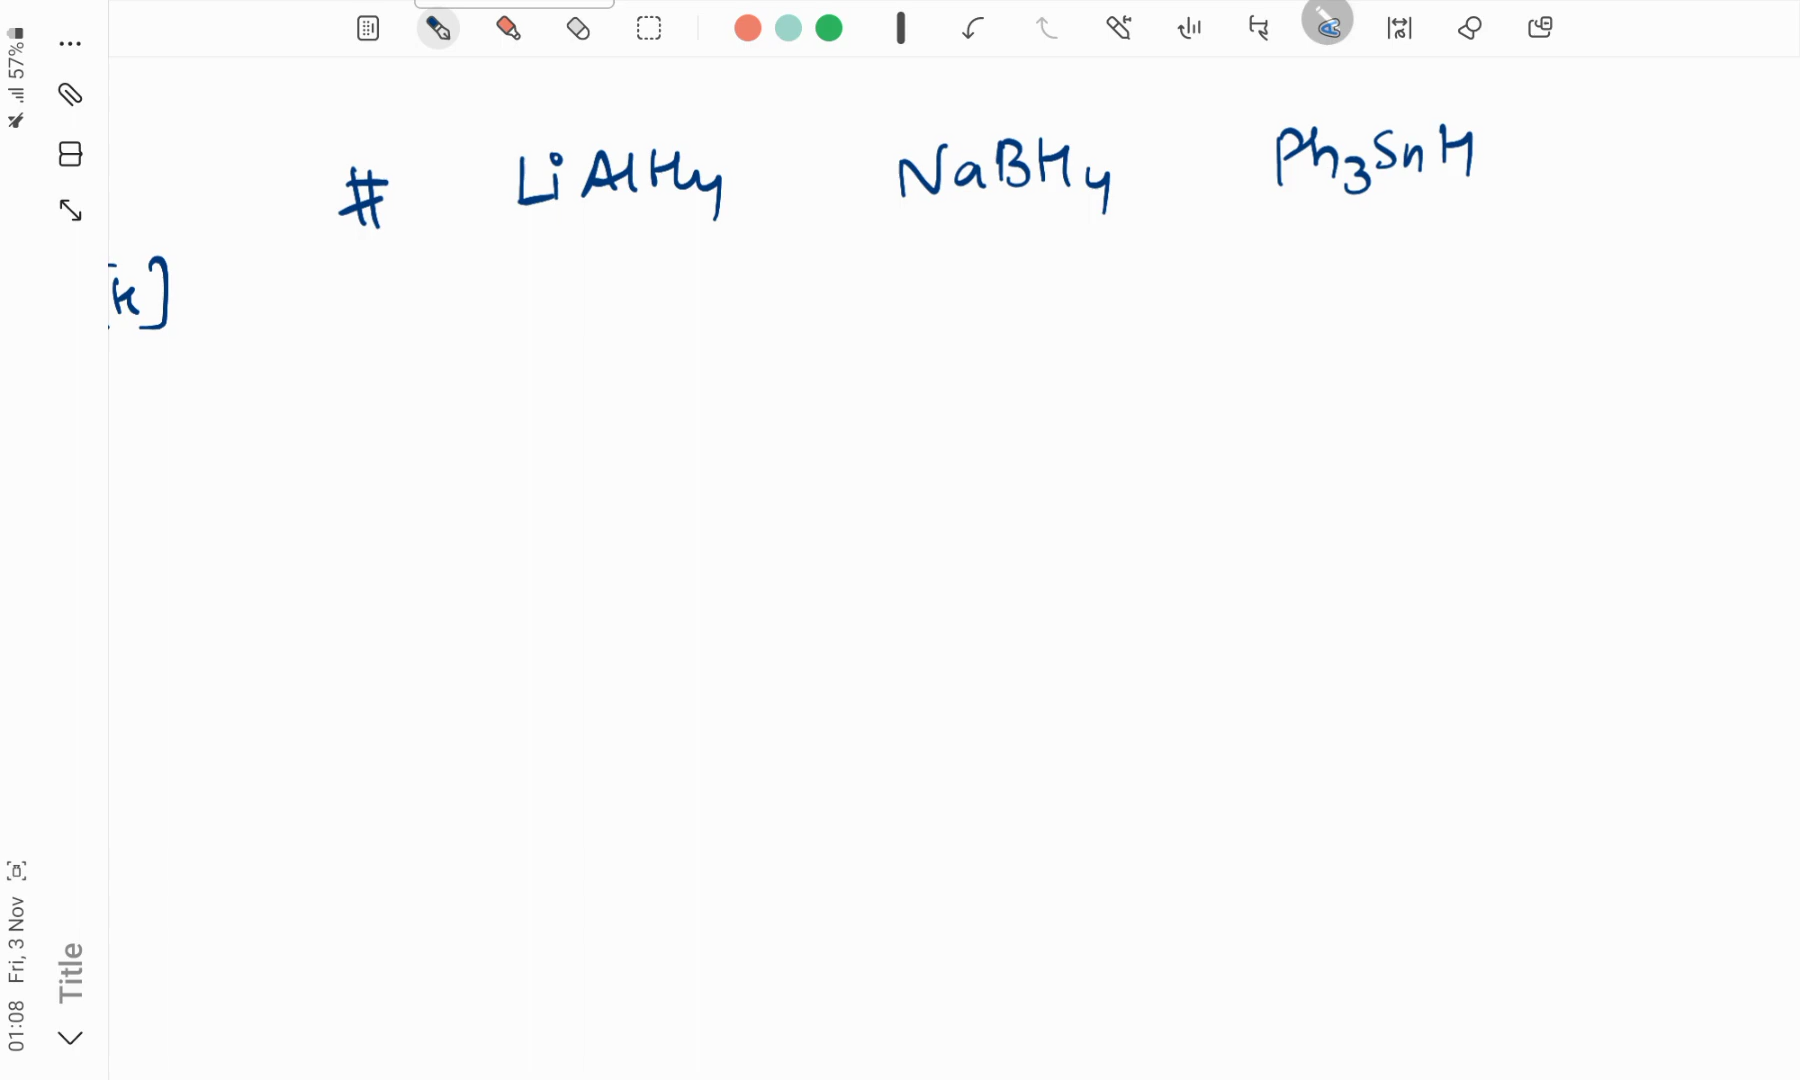 # LiAlH4 NaBH4 Ph3SnH
]
57%
01:08 Fri, 3 Nov
Title